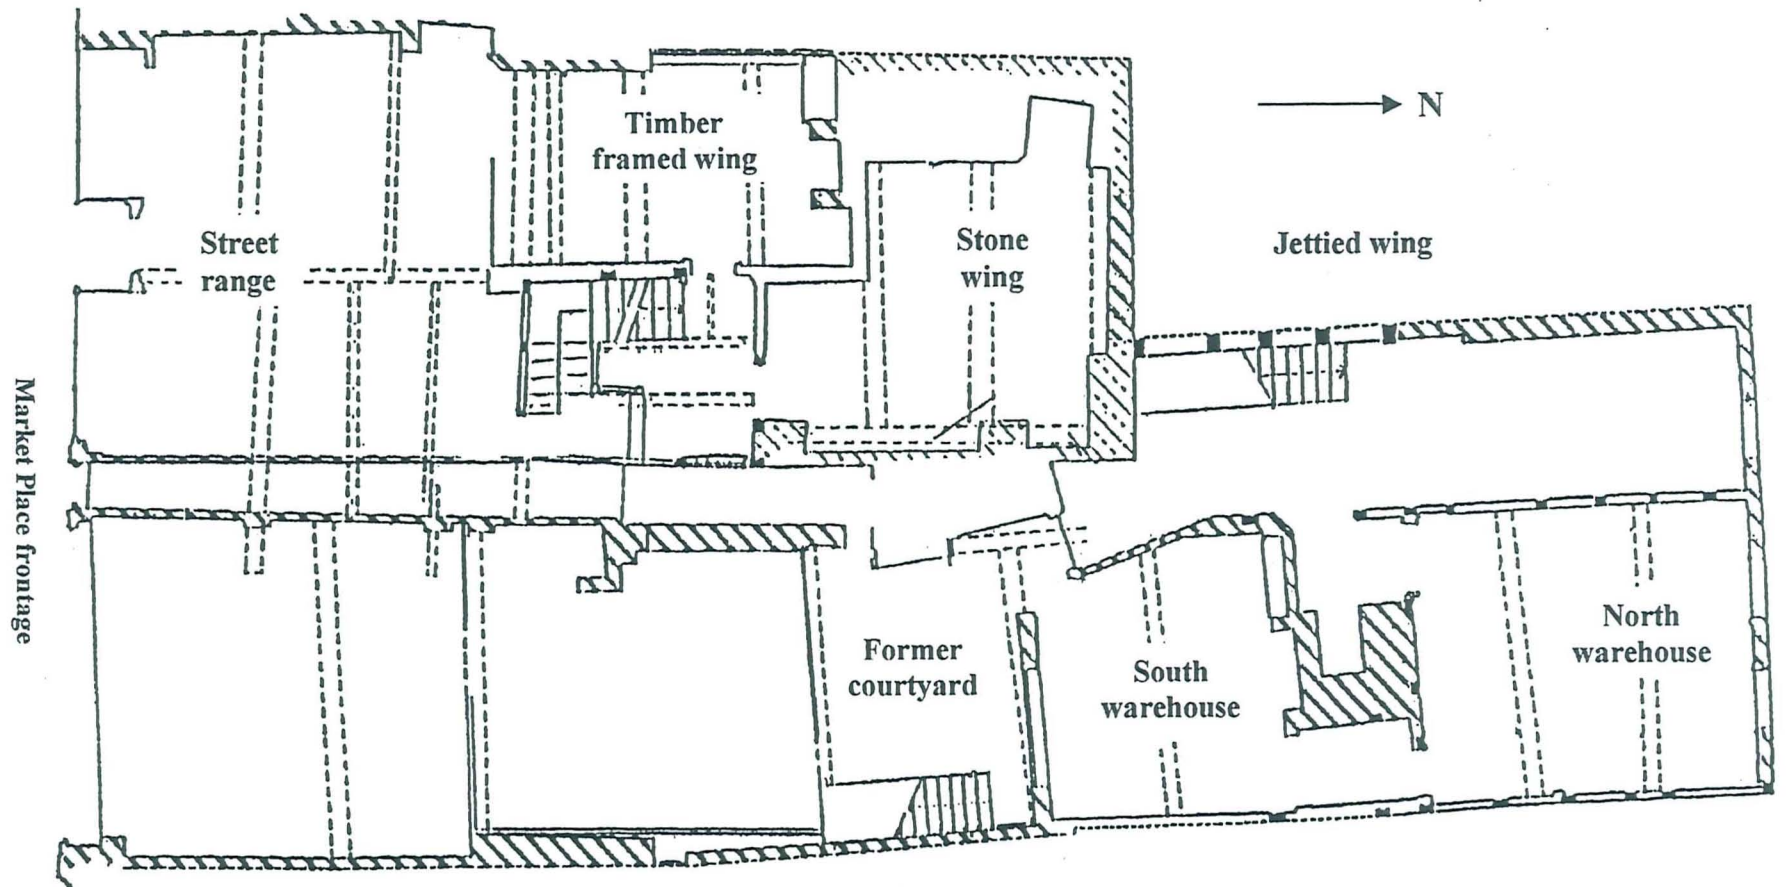 N
Timber
framed wing
Street
range
Stone
wing
Jettied wing
Market Place frontage
Former
courtyard
South
warehouse
North
warehouse